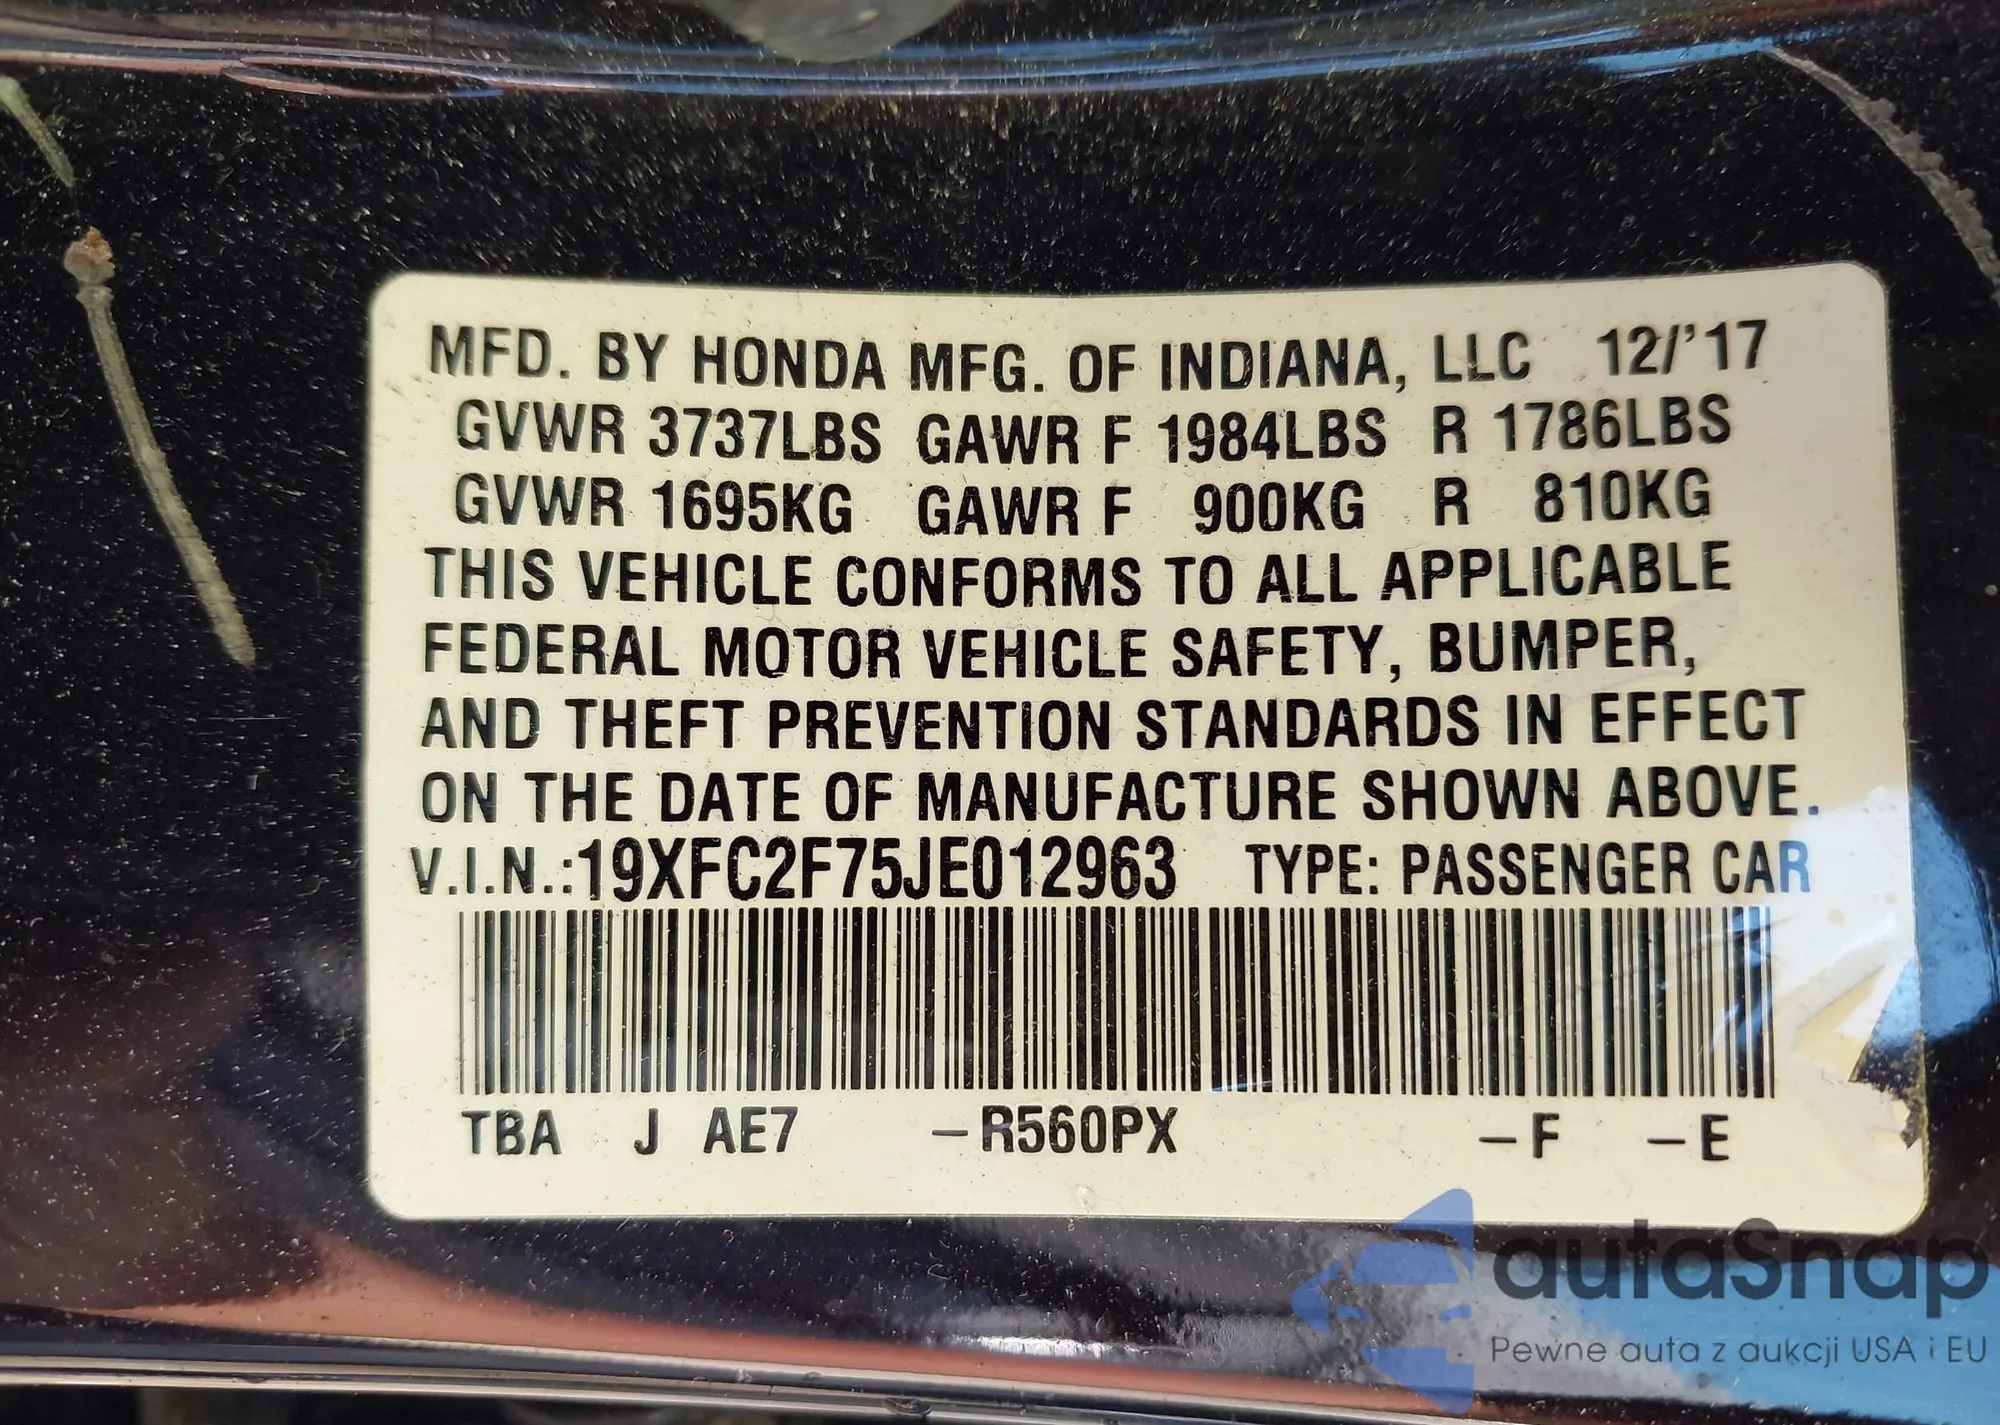 MFD. BY HONDA MFG. OF INDIANA, LLC 12/'17
GVWR 3737LBS GAWR F 1984LBS R 1786LBS
GVWR 1695KG GAWR F 900KG R 810KG
THIS VEHICLE CONFORMS TO ALL APPLICABLE
FEDERAL MOTOR VEHICLE SAFETY, BUMPER,
AND THEFT PREVENTION STANDARDS IN EFFECT
ON THE DATE OF MANUFACTURE SHOWN ABOVE.
V.I.N.:19XFC2F75JE012963 TYPE: PASSENGER CAR
TBA J AE7 –R560PX –F –E
autaSnap
Pewne auta z aukcji USA i EU